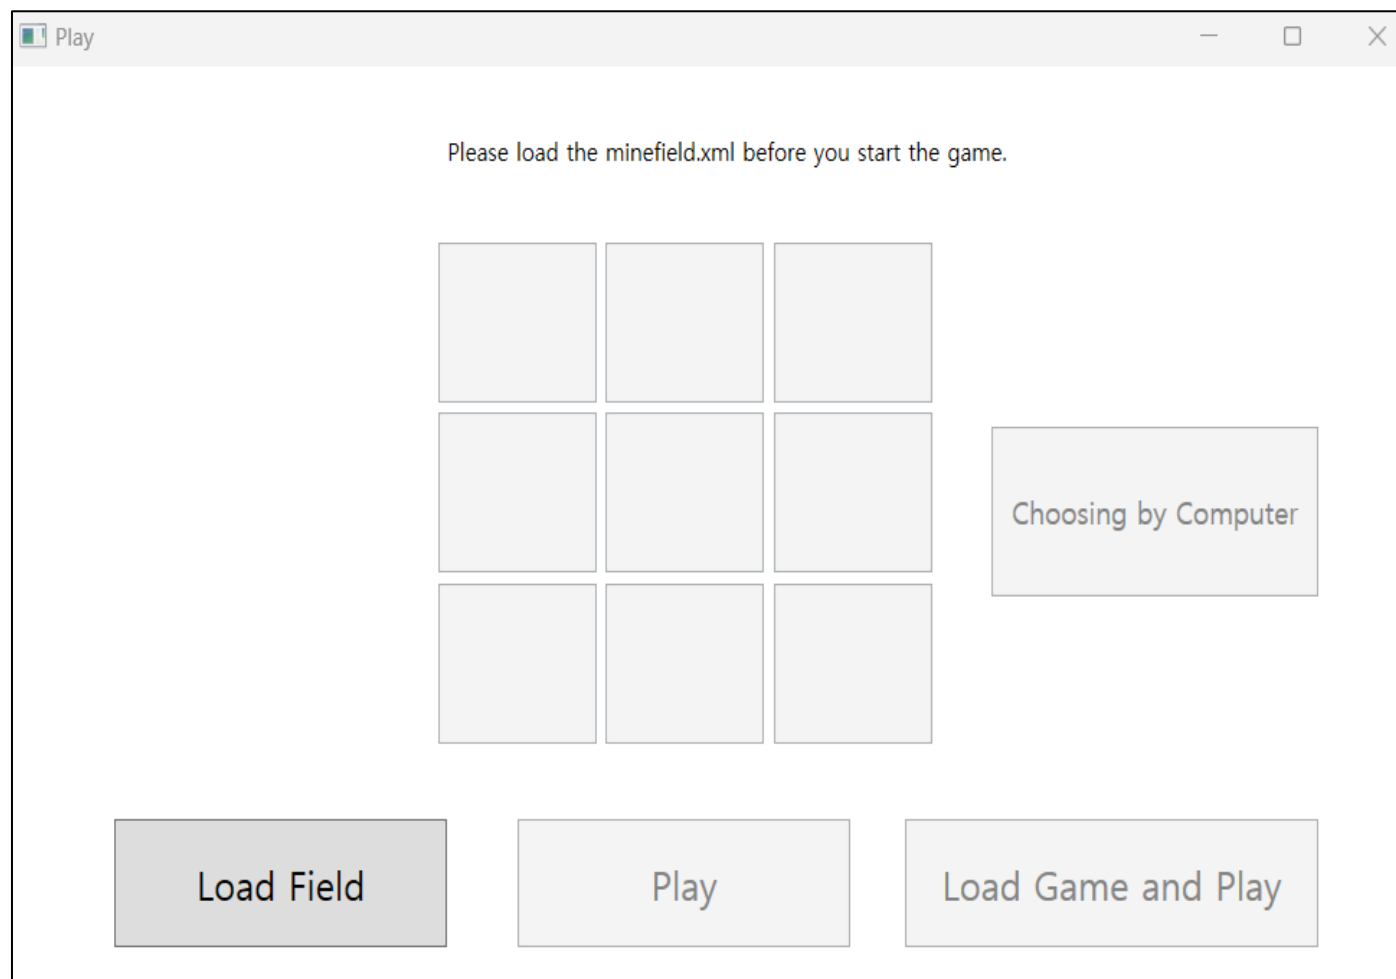 Play
Please load the minefield.xml before you start the game.
Choosing by Computer
Load Field
Play
Load Game and Play